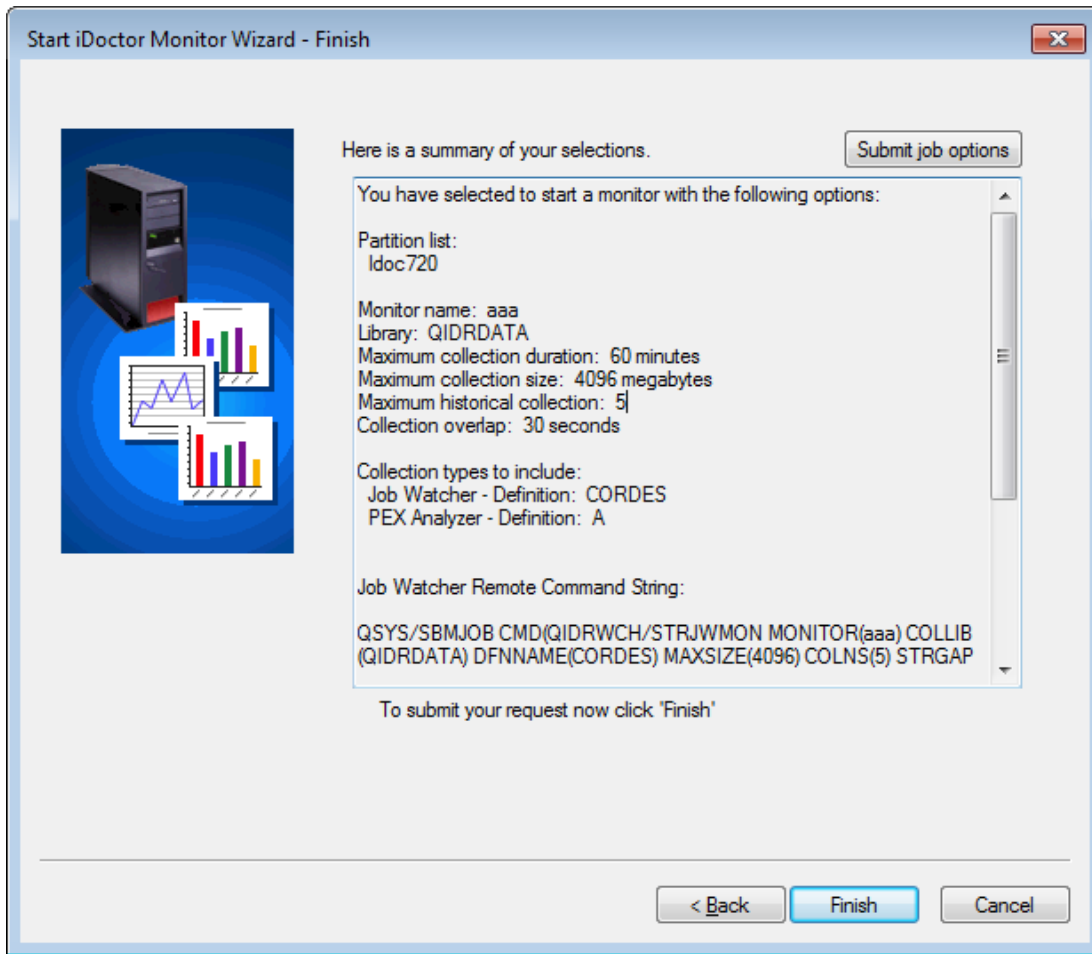 Start iDoctor Monitor Wizard - Finish
Here is a summary of your selections.
Submit job options
You have selected to start a monitor with the following options:
Partition list:
Idoc720
Monitor name: aaa
Library: QIDRDATA
Maximum collection duration: 60 minutes
Maximum collection size: 4096 megabytes
Maximum historical collection: 5
Collection overlap: 30 seconds
Collection types to include:
Job Watcher - Definition: CORDES
PEX Analyzer - Definition: A
Job Watcher Remote Command String:
QSYS/SBMJOB CMD(QIDRWCH/STRJWMON MONITOR(aaa) COLLIB
(QIDRDATA) DFNNAME(CORDES) MAXSIZE(4096) COLNS(5) STRGAP
To submit your request now click 'Finish'
< Back
Finish
Cancel